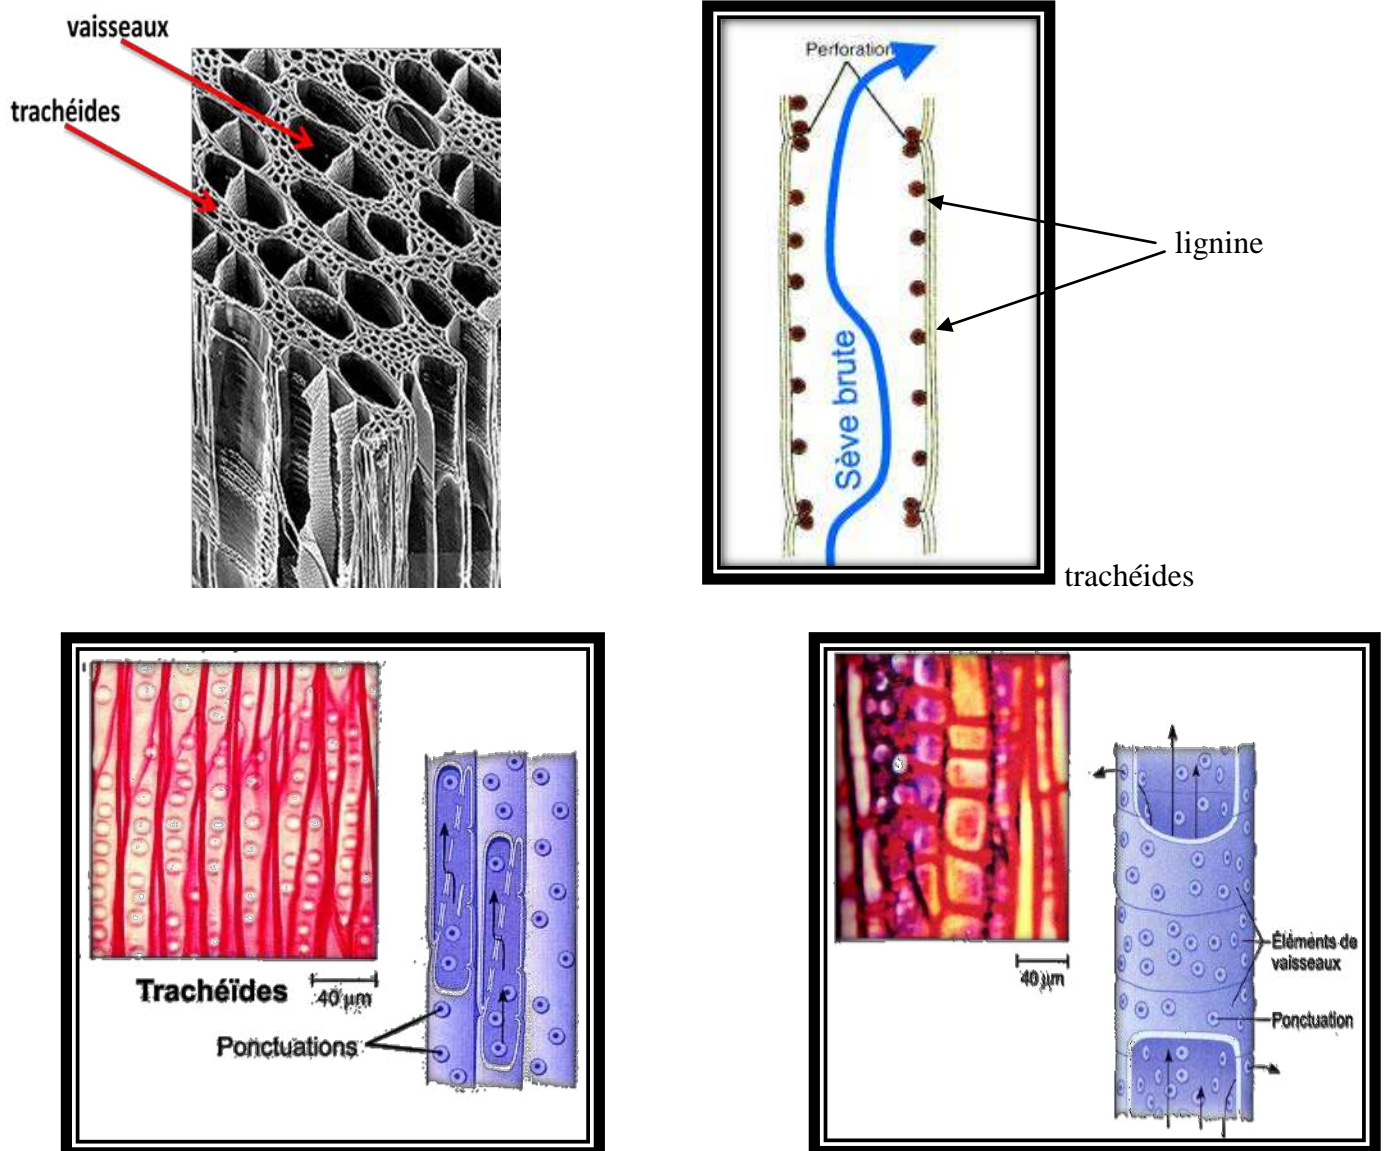 vaisseaux
trachéides
Perforation
Sève brute
lignine
trachéides
Trachéïdes
40 µm
Ponctuations
40 µm
Éléments de
vaisseaux
Ponctuation